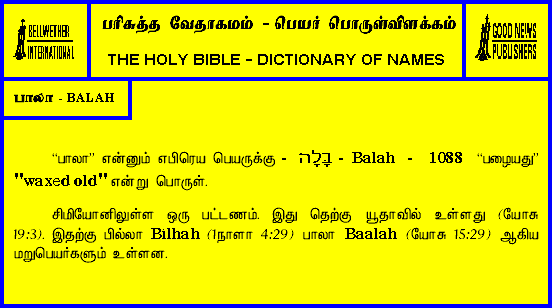 BELLWETHER
INTERNATIONAL
பரிசுத்த வேதாகமம் - பெயர் பொருள்விளக்கம்
THE HOLY BIBLE - DICTIONARY OF NAMES
GOOD NEWS
PUBLISHERS
பாலா - BALAH
“பாலா” என்னும் எபிரெய பெயருக்கு - בָּלָה - Balah - 1088 “பழையது”
"waxed old" என்று பொருள்.
சிமியோனிலுள்ள ஒரு பட்டணம். இது தெற்கு யூதாவில் உள்ளது (யோசு
19:3). இதற்கு பில்லா Bilhah (1நாளா 4:29) பாலா Baalah (யோசு 15:29) ஆகிய
மறுபெயர்களும் உள்ளன.